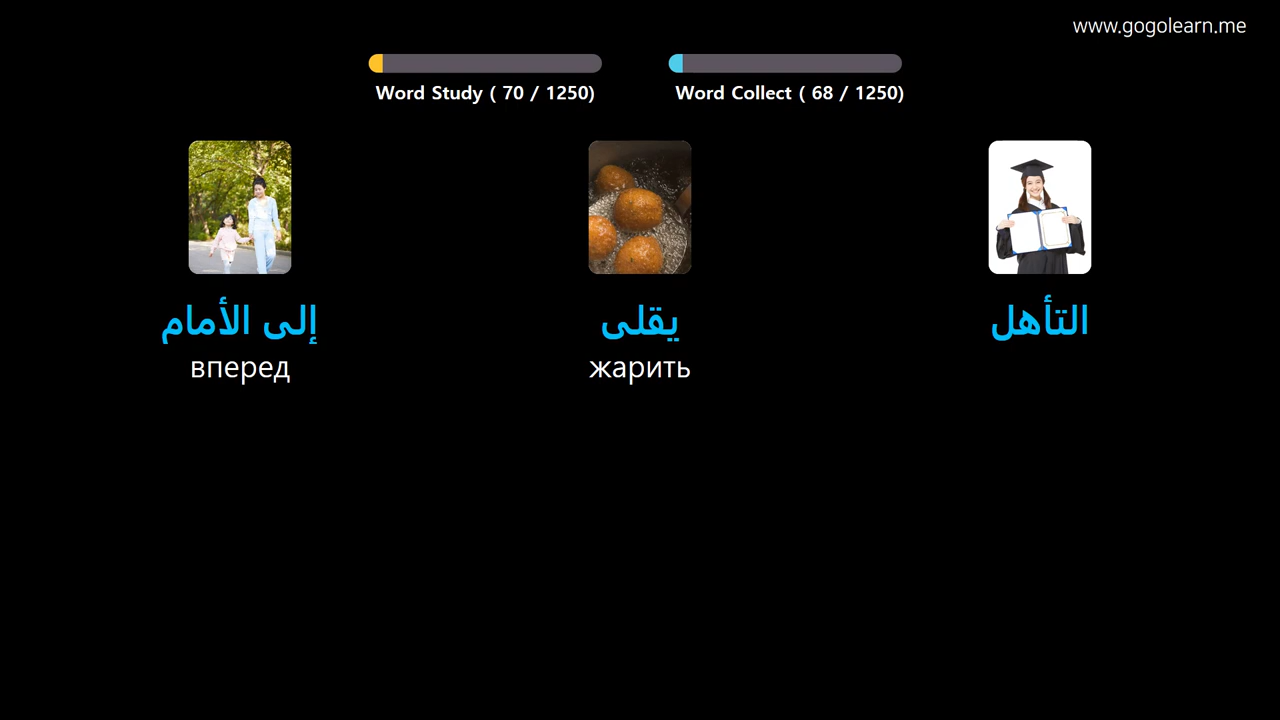 www.gogolearn.me
Word Study ( 70 / 1250)
Word Collect ( 68 / 1250)
إلى الأمام
вперед
يقلى
жарить
التأهل